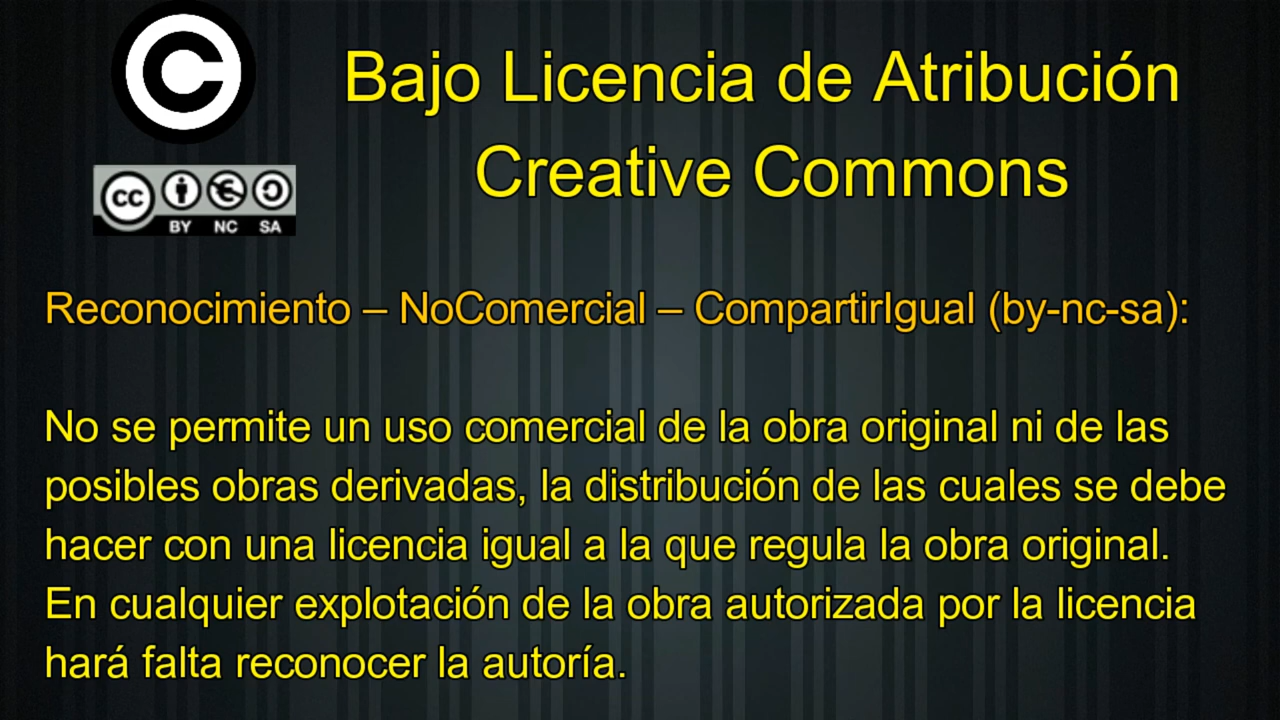 Bajo Licencia de Atribución
Creative Commons
CC
BY NC SA
Reconocimiento – NoComercial – CompartirIgual (by-nc-sa):
No se permite un uso comercial de la obra original ni de las
posibles obras derivadas, la distribución de las cuales se debe
hacer con una licencia igual a la que regula la obra original.
En cualquier explotación de la obra autorizada por la licencia
hará falta reconocer la autoría.